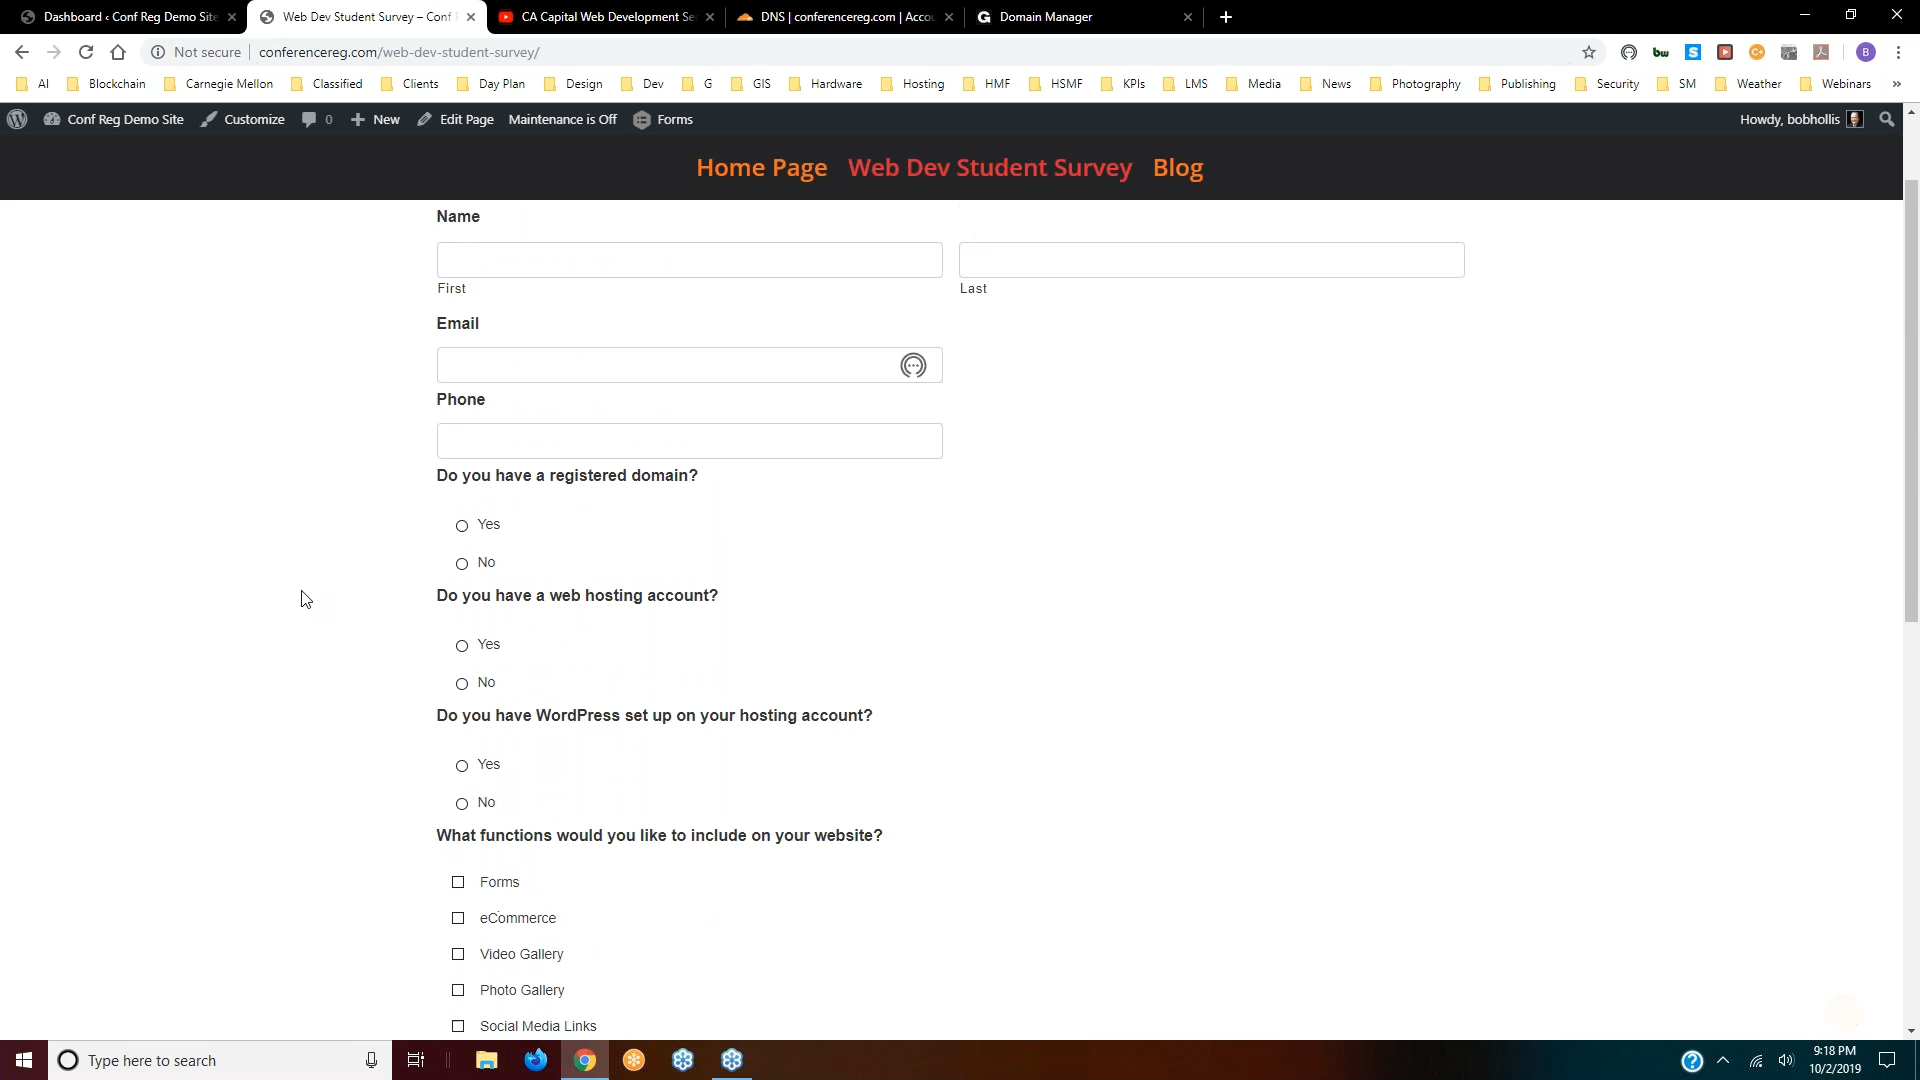 Dashboard ‹ Conf Reg Demo Site
Web Dev Student Survey – Conf
CA Capital Web Development Se
DNS | conferencereg.com | Accou
Domain Manager
Not secure
conferencereg.com/web-dev-student-survey/
AI Blockchain Carnegie Mellon Classified Clients Day Plan Design Dev G GIS Hardware Hosting HMF HSMF KPIs LMS Media News Photography Publishing Security SM Weather Webinars »
Conf Reg Demo Site Customize 0 New Edit Page Maintenance is Off Forms Howdy, bobhollis
Home Page Web Dev Student Survey Blog
Name
First Last
Email
Phone
Do you have a registered domain?
Yes
No
Do you have a web hosting account?
Yes
No
Do you have WordPress set up on your hosting account?
Yes
No
What functions would you like to include on your website?
Forms
eCommerce
Video Gallery
Photo Gallery
Social Media Links
Type here to search
9:18 PM
10/2/2019